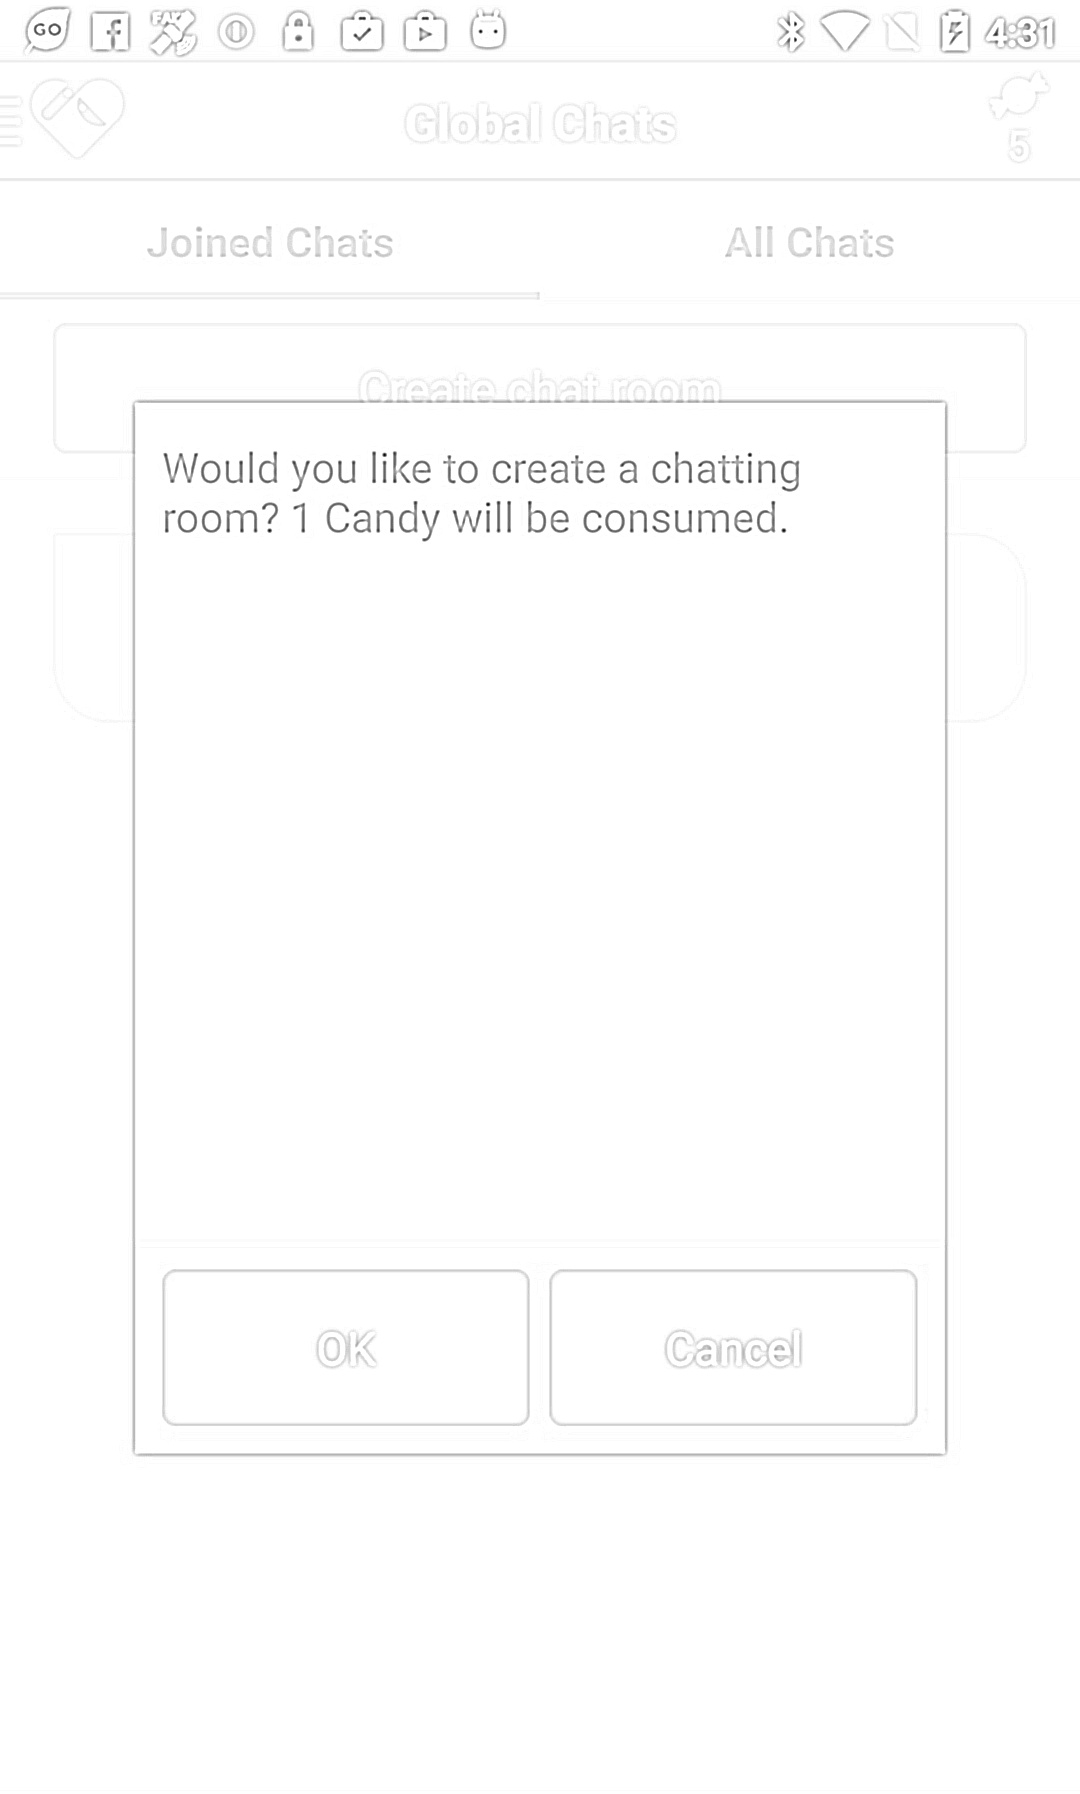 GO FAKE 4:31
Global Chats
5
Joined Chats All Chats
Create chat room
Would you like to create a chatting
room? 1 Candy will be consumed.
OK Cancel